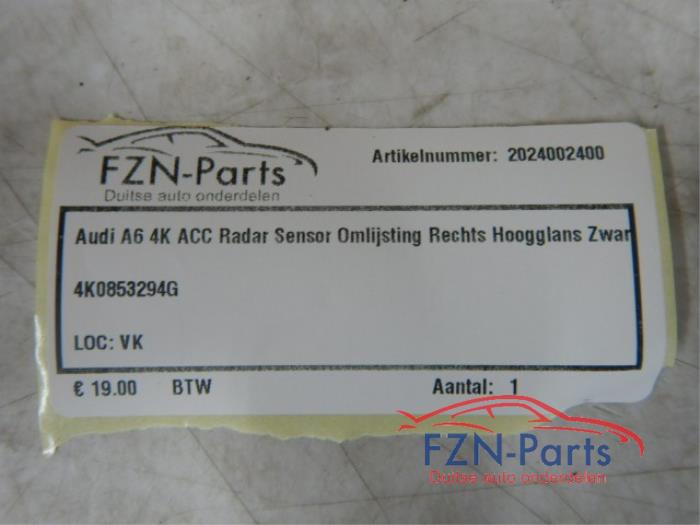 FZN-Parts
Duitse auto onderdelen
Artikelnummer: 2024002400
Audi A6 4K ACC Radar Sensor Omlijsting Rechts Hoogglans Zwar
4K0853294G
LOC: VK
€ 19.00 BTW Aantal: 1
FZN-Parts
Duitse auto onderdelen